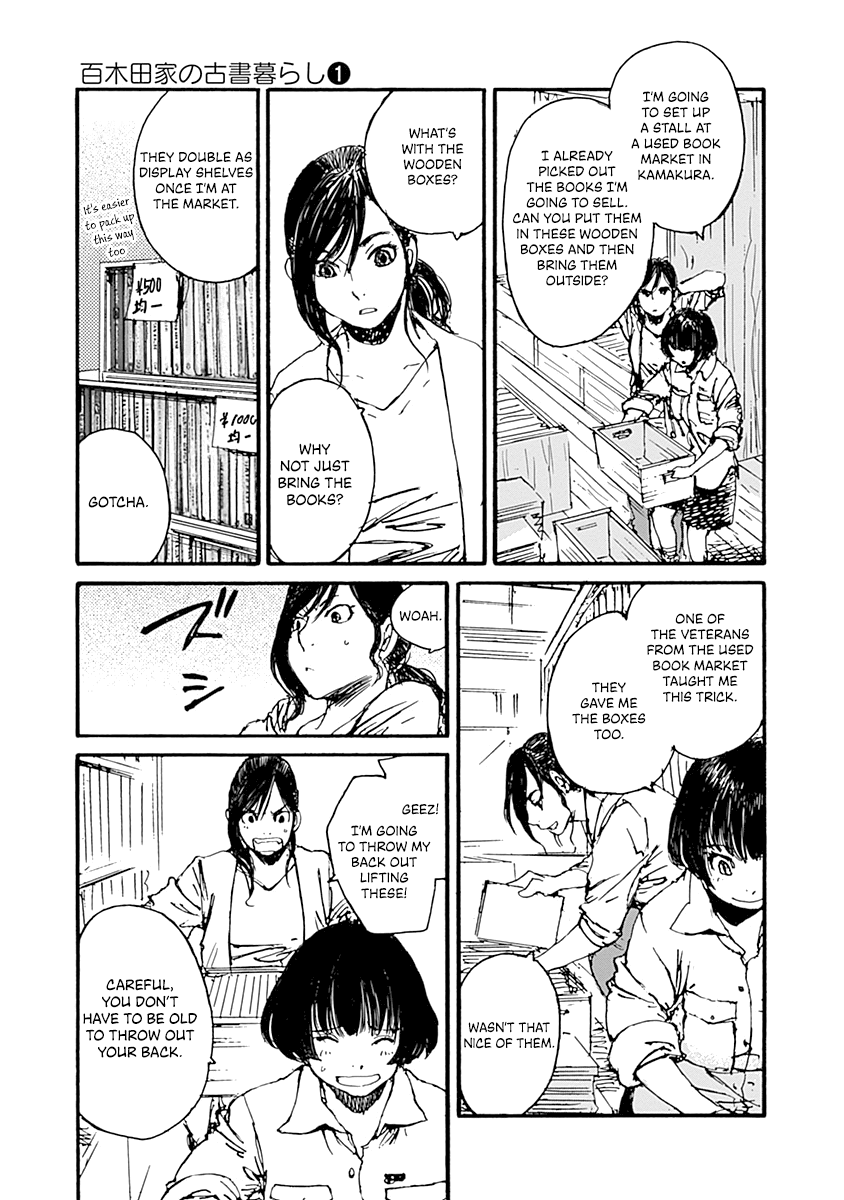 百木田家の古書暮らし❶
I'M GOING
TO SET UP
A STALL AT
A USED BOOK
MARKET IN
KAMAKURA.
I ALREADY
PICKED OUT
THE BOOKS I'M
GOING TO SELL.
CAN YOU PUT THEM
IN THESE WOODEN
BOXES AND THEN
BRING THEM
OUTSIDE?
WHAT'S
WITH THE
WOODEN
BOXES?
WHY
NOT JUST
BRING THE
BOOKS?
THEY DOUBLE AS
DISPLAY SHELVES
ONCE I'M AT
THE MARKET.
It's easier
to pack up
this way
too
¥500
均一
¥1000
均一
GOTCHA.
ONE OF
THE VETERANS
FROM THE USED
BOOK MARKET
TAUGHT ME
THIS TRICK.
THEY
GAVE ME
THE BOXES
TOO.
WASN'T THAT
NICE OF THEM.
WOAH.
ズシ
GEEZ!
I'M GOING
TO THROW MY
BACK OUT
LIFTING
THESE!
CAREFUL,
YOU DON'T
HAVE TO BE OLD
TO THROW OUT
YOUR BACK.